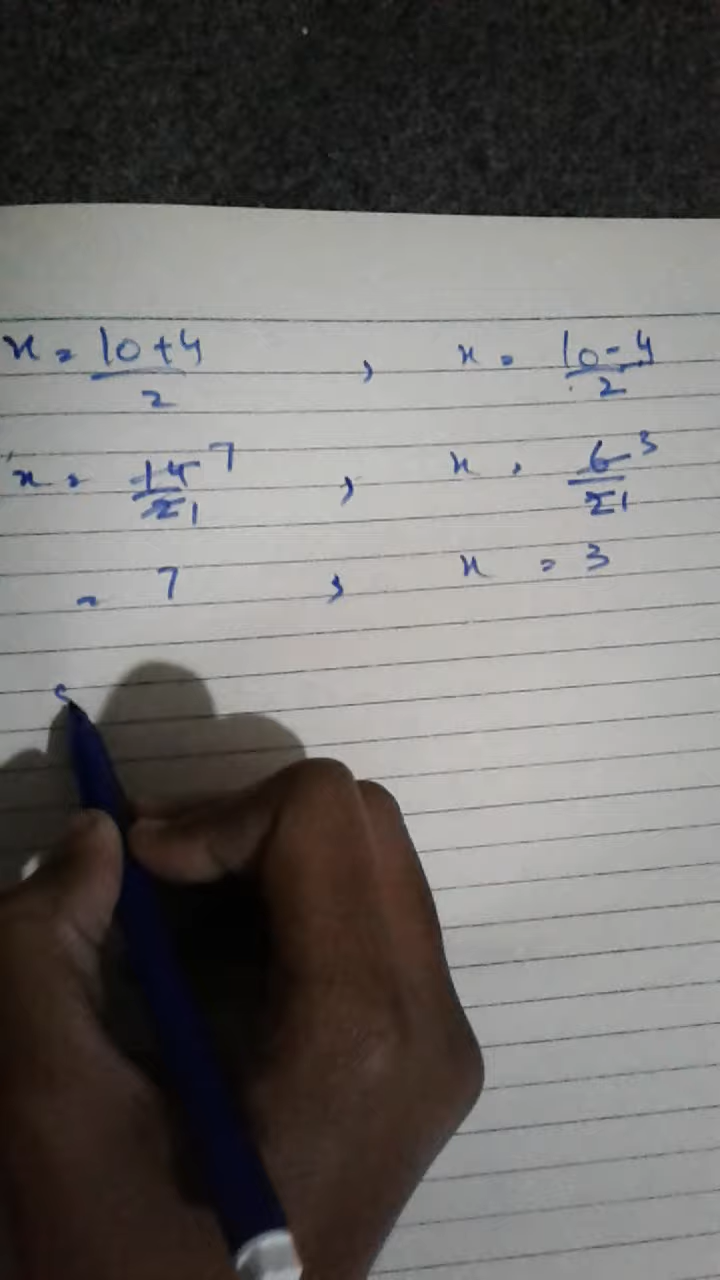 x = 10+4/2 , x = 10-4/2
x = 14/2 7 1 , x = 6/2 3 1
= 7 , x = 3